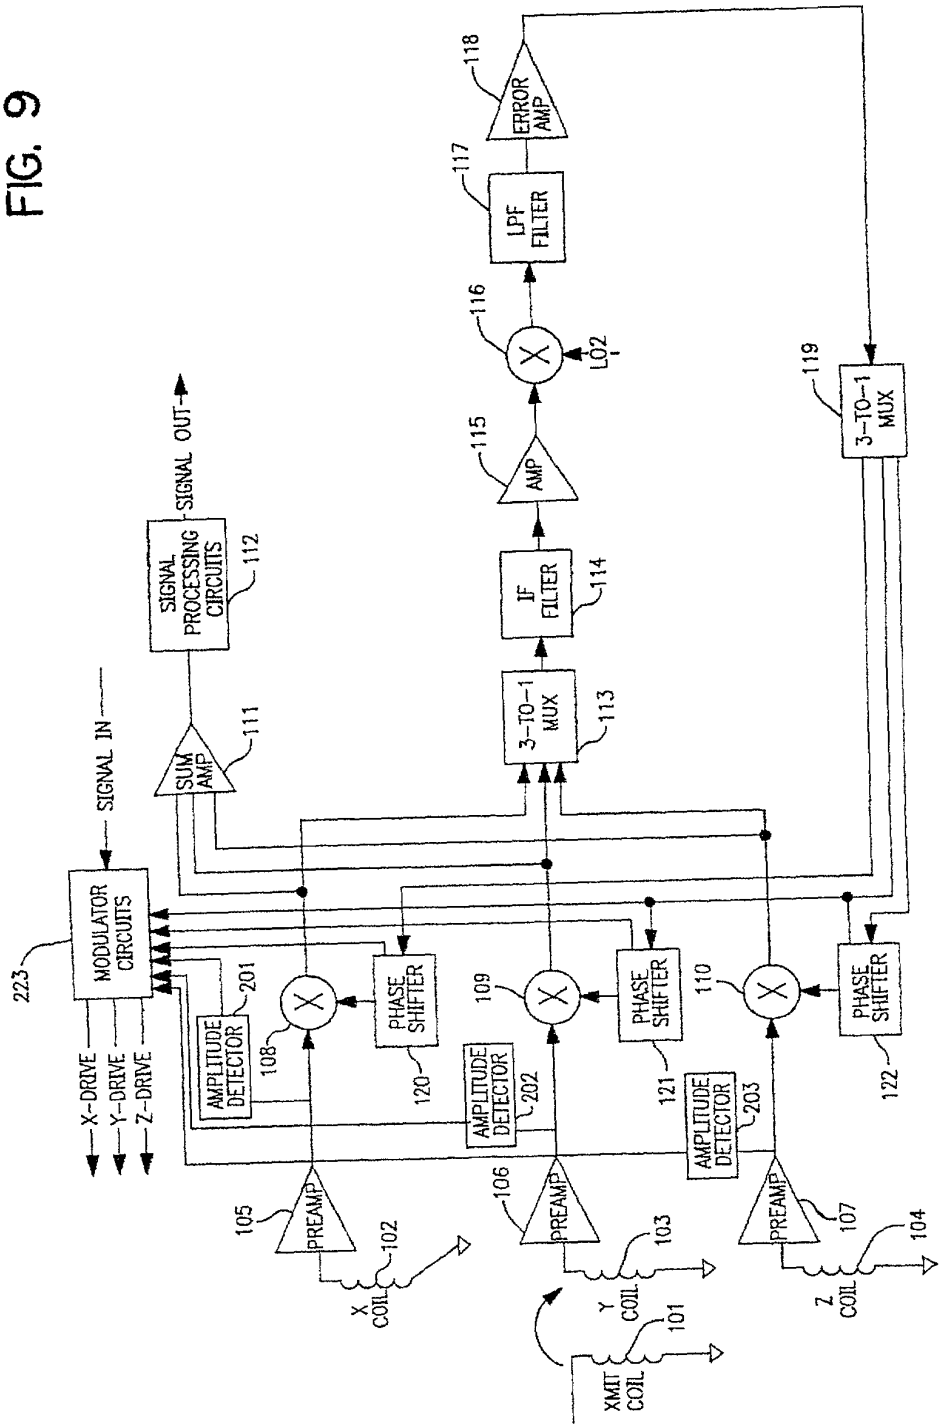 FIG. 9
SIGNAL IN
SIGNAL OUT
223
MODULATOR
CIRCUITS
X-DRIVE
Y-DRIVE
Z-DRIVE
SUM
AMP
111
SIGNAL
PROCESSING
CIRCUITS
112
AMPLITUDE
DETECTOR
201
108
X
PHASE
SHIFTER
120
105
PREAMP
102
X
COIL
AMPLITUDE
DETECTOR
202
109
X
PHASE
SHIFTER
121
106
PREAMP
103
Y
COIL
XMIT
COIL
101
AMPLITUDE
DETECTOR
203
110
X
PHASE
SHIFTER
122
PREAMP
107
104
Z
COIL
3-TO-1
MUX
113
IF
FILTER
114
115
AMP
116
X
LO2
117
LPF
FILTER
118
ERROR
AMP
119
3-TO-1
MUX